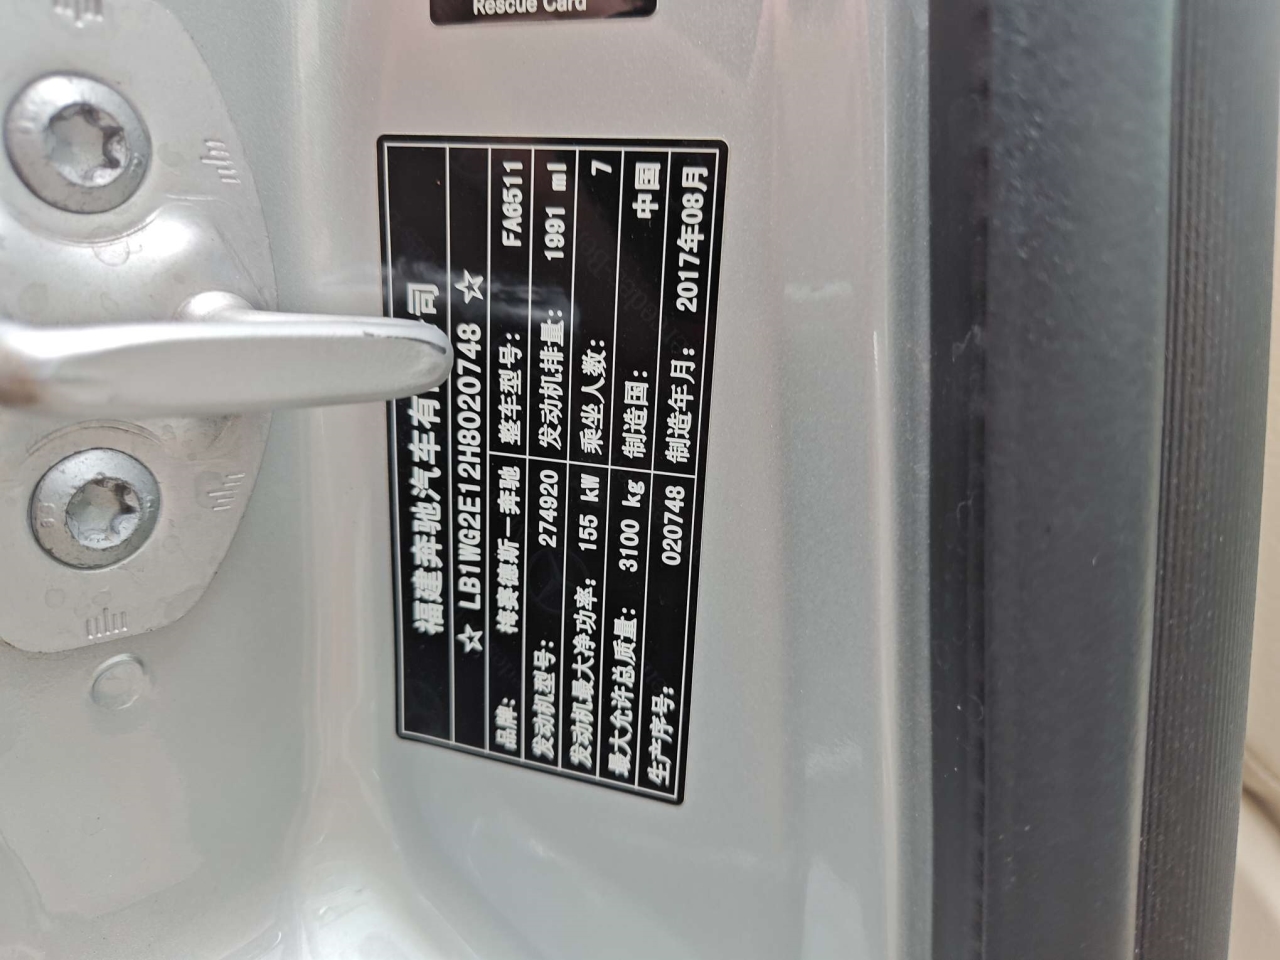 Rescue Card
福建奔驰汽车有 司
☆ LB1WG2E12H8020748 ☆
品牌: 梅赛德斯-奔驰 整车型号: FA6511
发动机型号: 274920 发动机排量: 1991 ml
发动机最大净功率: 155 kW 乘坐人数: 7
最大允许总质量: 3100 kg 制造国: 中国
生产序号: 020748 制造年月: 2017年08月